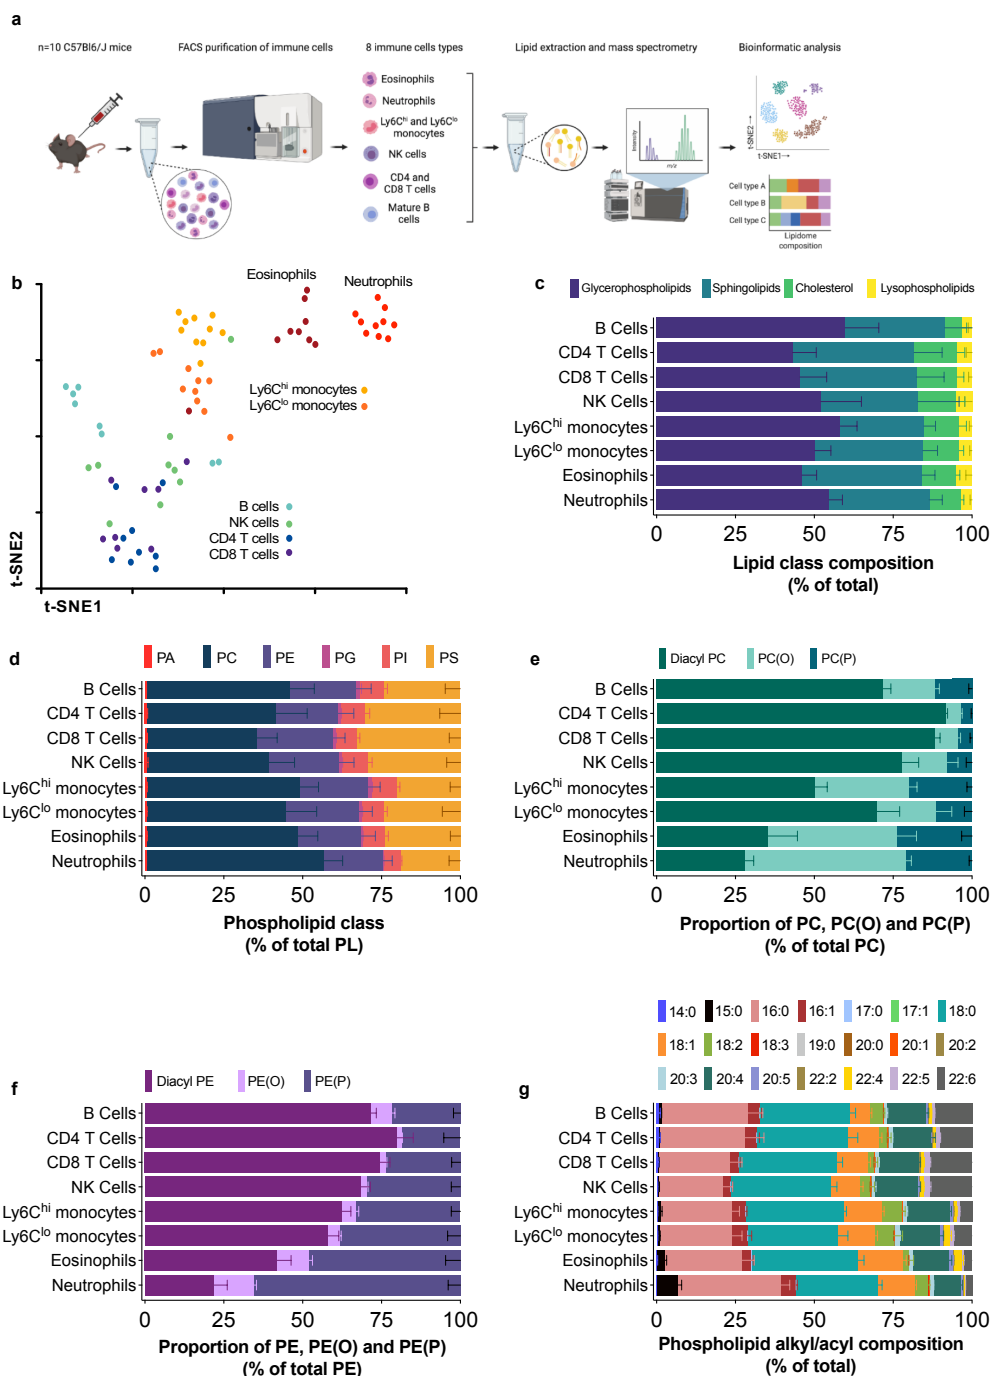 a
n=10 C57Bl6/J mice
FACS purification of immune cells
8 immune cells types
Lipid extraction and mass spectrometry
Bioinformatic analysis
Eosinophils
Neutrophils
Ly6Chi and Ly6Clo
monocytes
NK cells
CD4 and
CD8 T cells
Mature B
cells
Intensity
m/z
t-SNE2
t-SNE1
Cell type A
Cell type B
Cell type C
Lipidome
composition
b
Eosinophils
Neutrophils
Ly6Chi monocytes
Ly6Clo monocytes
B cells
NK cells
CD4 T cells
CD8 T cells
t-SNE2
t-SNE1
c
Glycerophospholipids
Sphingolipids
Cholesterol
Lysophospholipids
B Cells
CD4 T Cells
CD8 T Cells
NK Cells
Ly6Chi monocytes
Ly6Clo monocytes
Eosinophils
Neutrophils
0 25 50 75 100
Lipid class composition
(% of total)
d
PA PC PE PG PI PS
B Cells
CD4 T Cells
CD8 T Cells
NK Cells
Ly6Chi monocytes
Ly6Clo monocytes
Eosinophils
Neutrophils
0 25 50 75 100
Phospholipid class
(% of total PL)
e
Diacyl PC PC(O) PC(P)
B Cells
CD4 T Cells
CD8 T Cells
NK Cells
Ly6Chi monocytes
Ly6Clo monocytes
Eosinophils
Neutrophils
0 25 50 75 100
Proportion of PC, PC(O) and PC(P)
(% of total PC)
f
Diacyl PE PE(O) PE(P)
B Cells
CD4 T Cells
CD8 T Cells
NK Cells
Ly6Chi monocytes
Ly6Clo monocytes
Eosinophils
Neutrophils
0 25 50 75 100
Proportion of PE, PE(O) and PE(P)
(% of total PE)
g
14:0 15:0 16:0 16:1 17:0 17:1 18:0
18:1 18:2 18:3 19:0 20:0 20:1 20:2
20:3 20:4 20:5 22:2 22:4 22:5 22:6
B Cells
CD4 T Cells
CD8 T Cells
NK Cells
Ly6Chi monocytes
Ly6Clo monocytes
Eosinophils
Neutrophils
0 25 50 75 100
Phospholipid alkyl/acyl composition
(% of total)